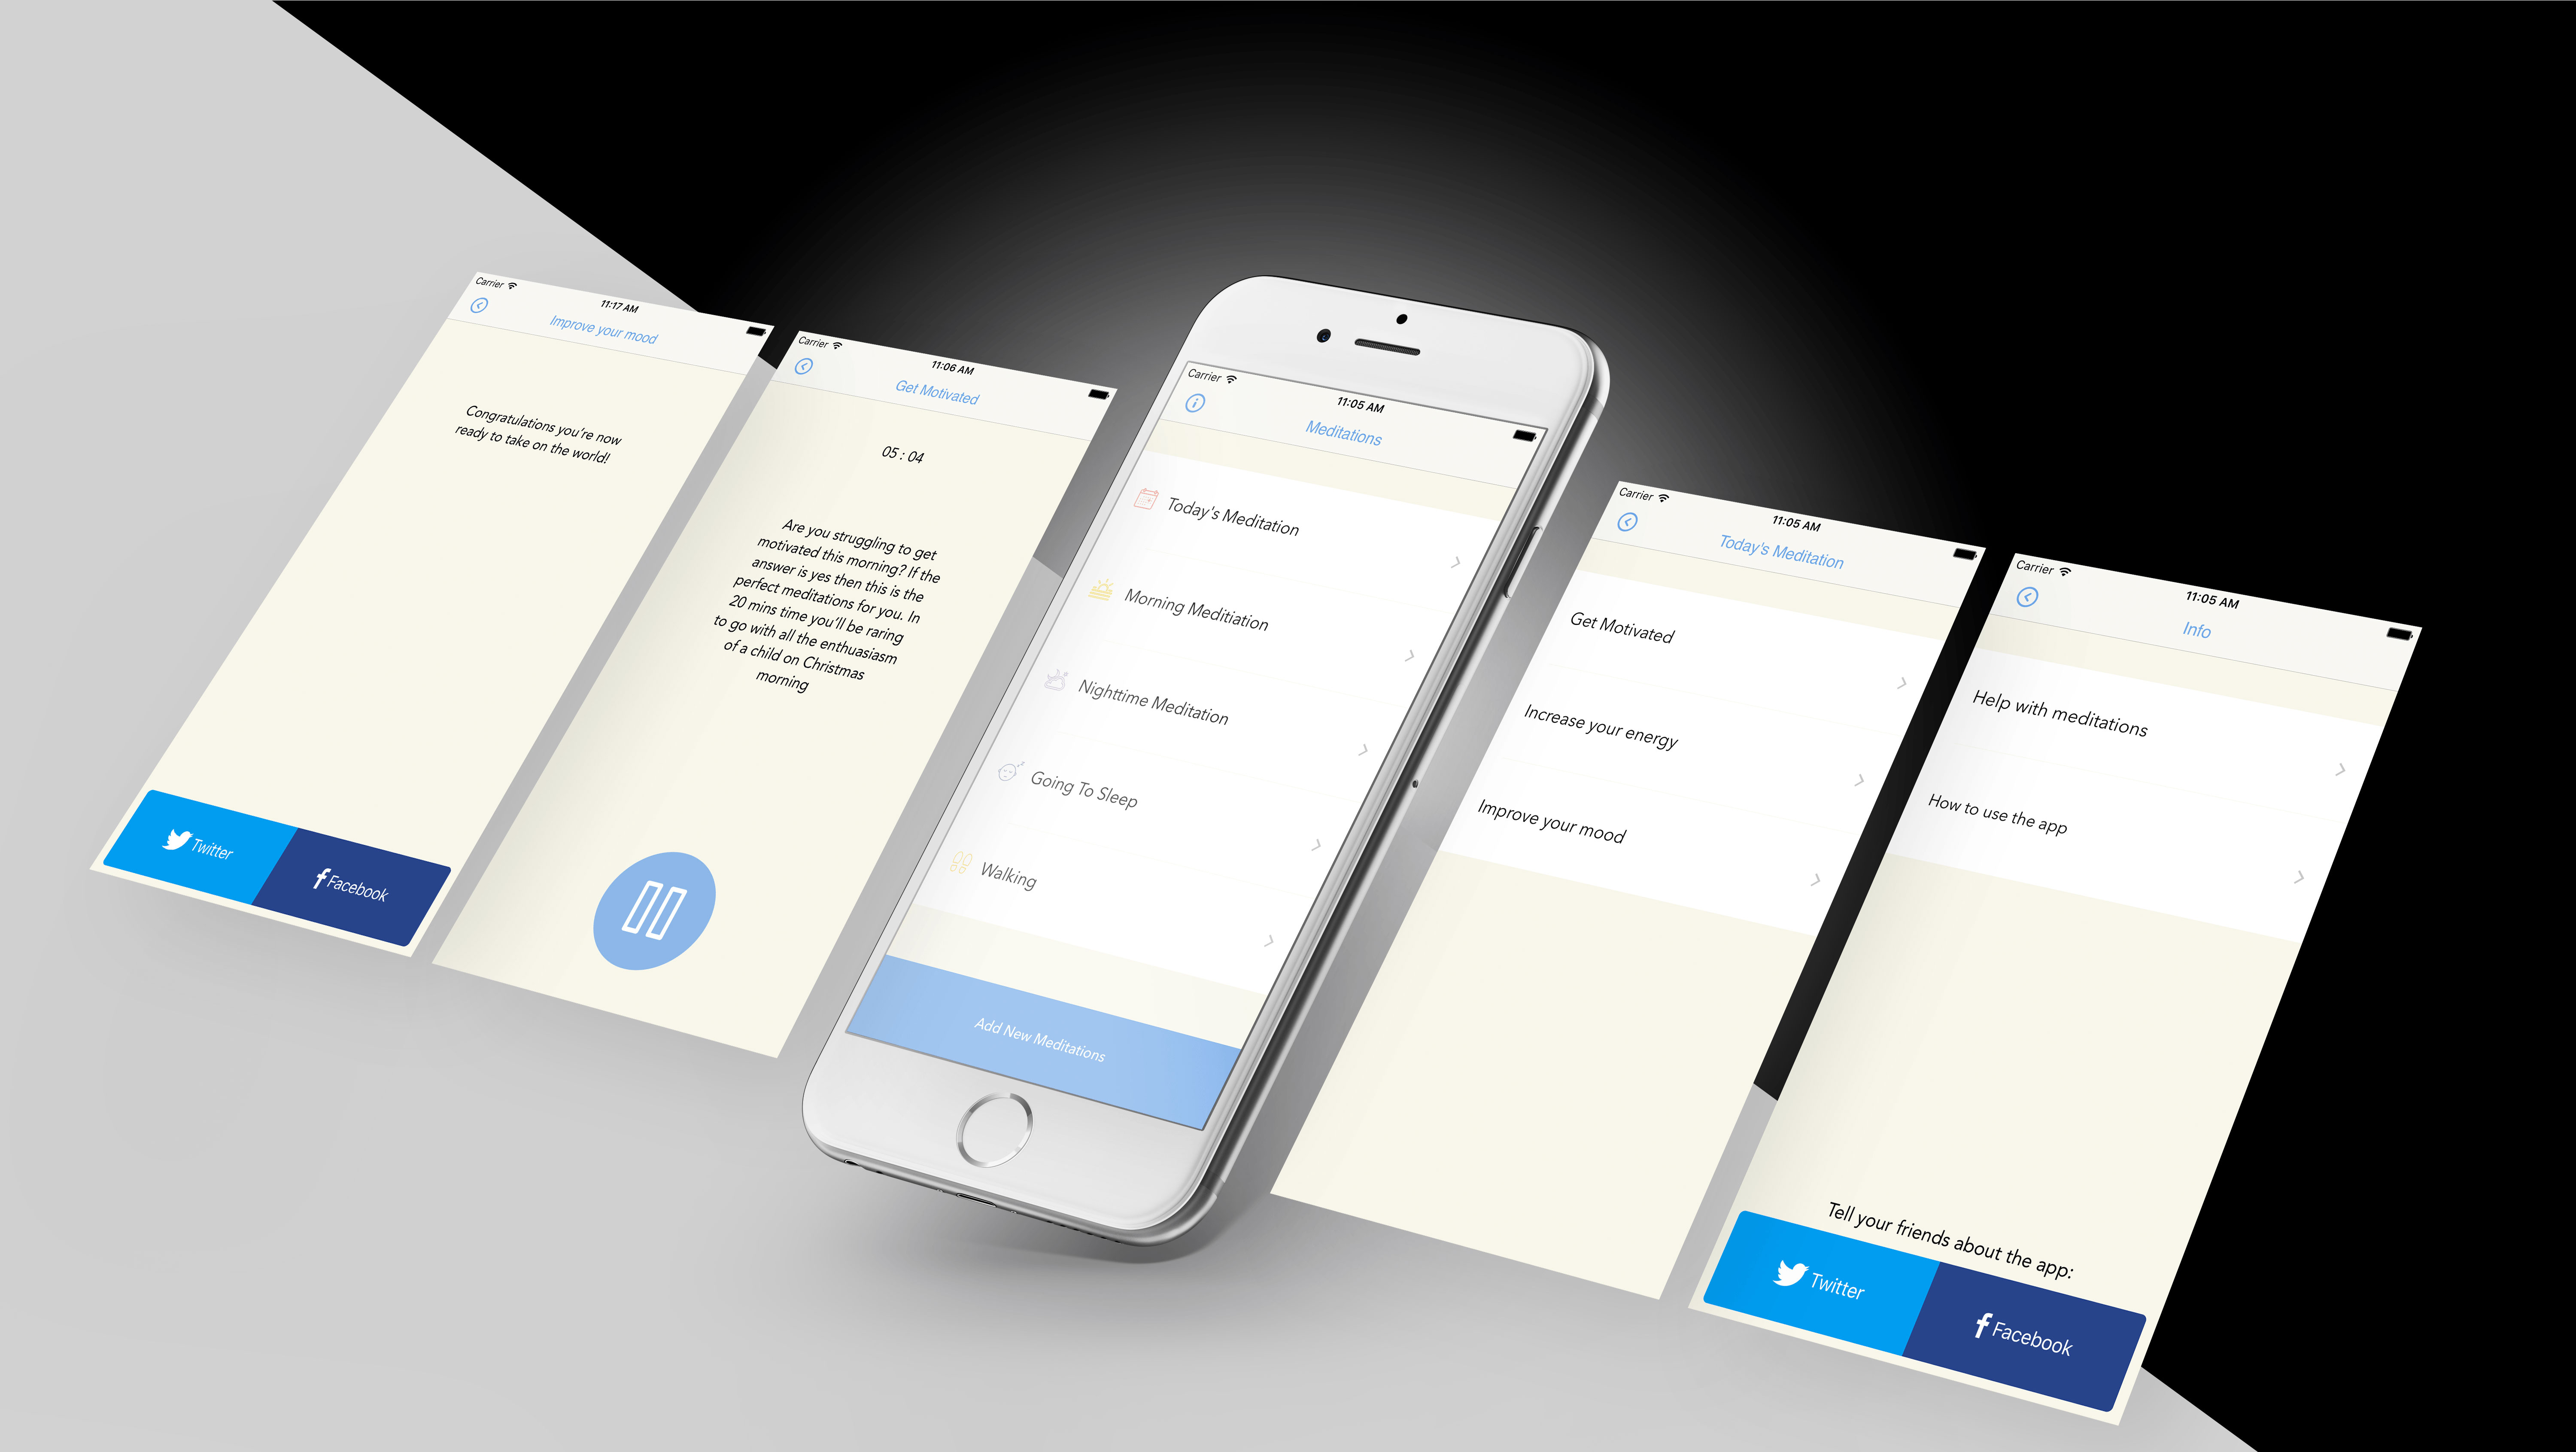 Carrier
11:17 AM
Improve your mood
Congratulations you're now
ready to take on the world!
Twitter
Facebook
Carrier
11:06 AM
Get Motivated
05 : 04
Are you struggling to get
motivated this morning? If the
answer is yes then this is the
perfect meditations for you. In
20 mins time you'll be raring
to go with all the enthuasiasm
of a child on Christmas
morning
Carrier
11:05 AM
Meditations
Today's Meditation
Morning Meditiation
Nighttime Meditation
Going To Sleep
Walking
Add New Meditations
Carrier
11:05 AM
Today's Meditation
Get Motivated
Increase your energy
Improve your mood
Carrier
11:05 AM
Info
Help with meditations
How to use the app
Tell your friends about the app:
Twitter
Facebook